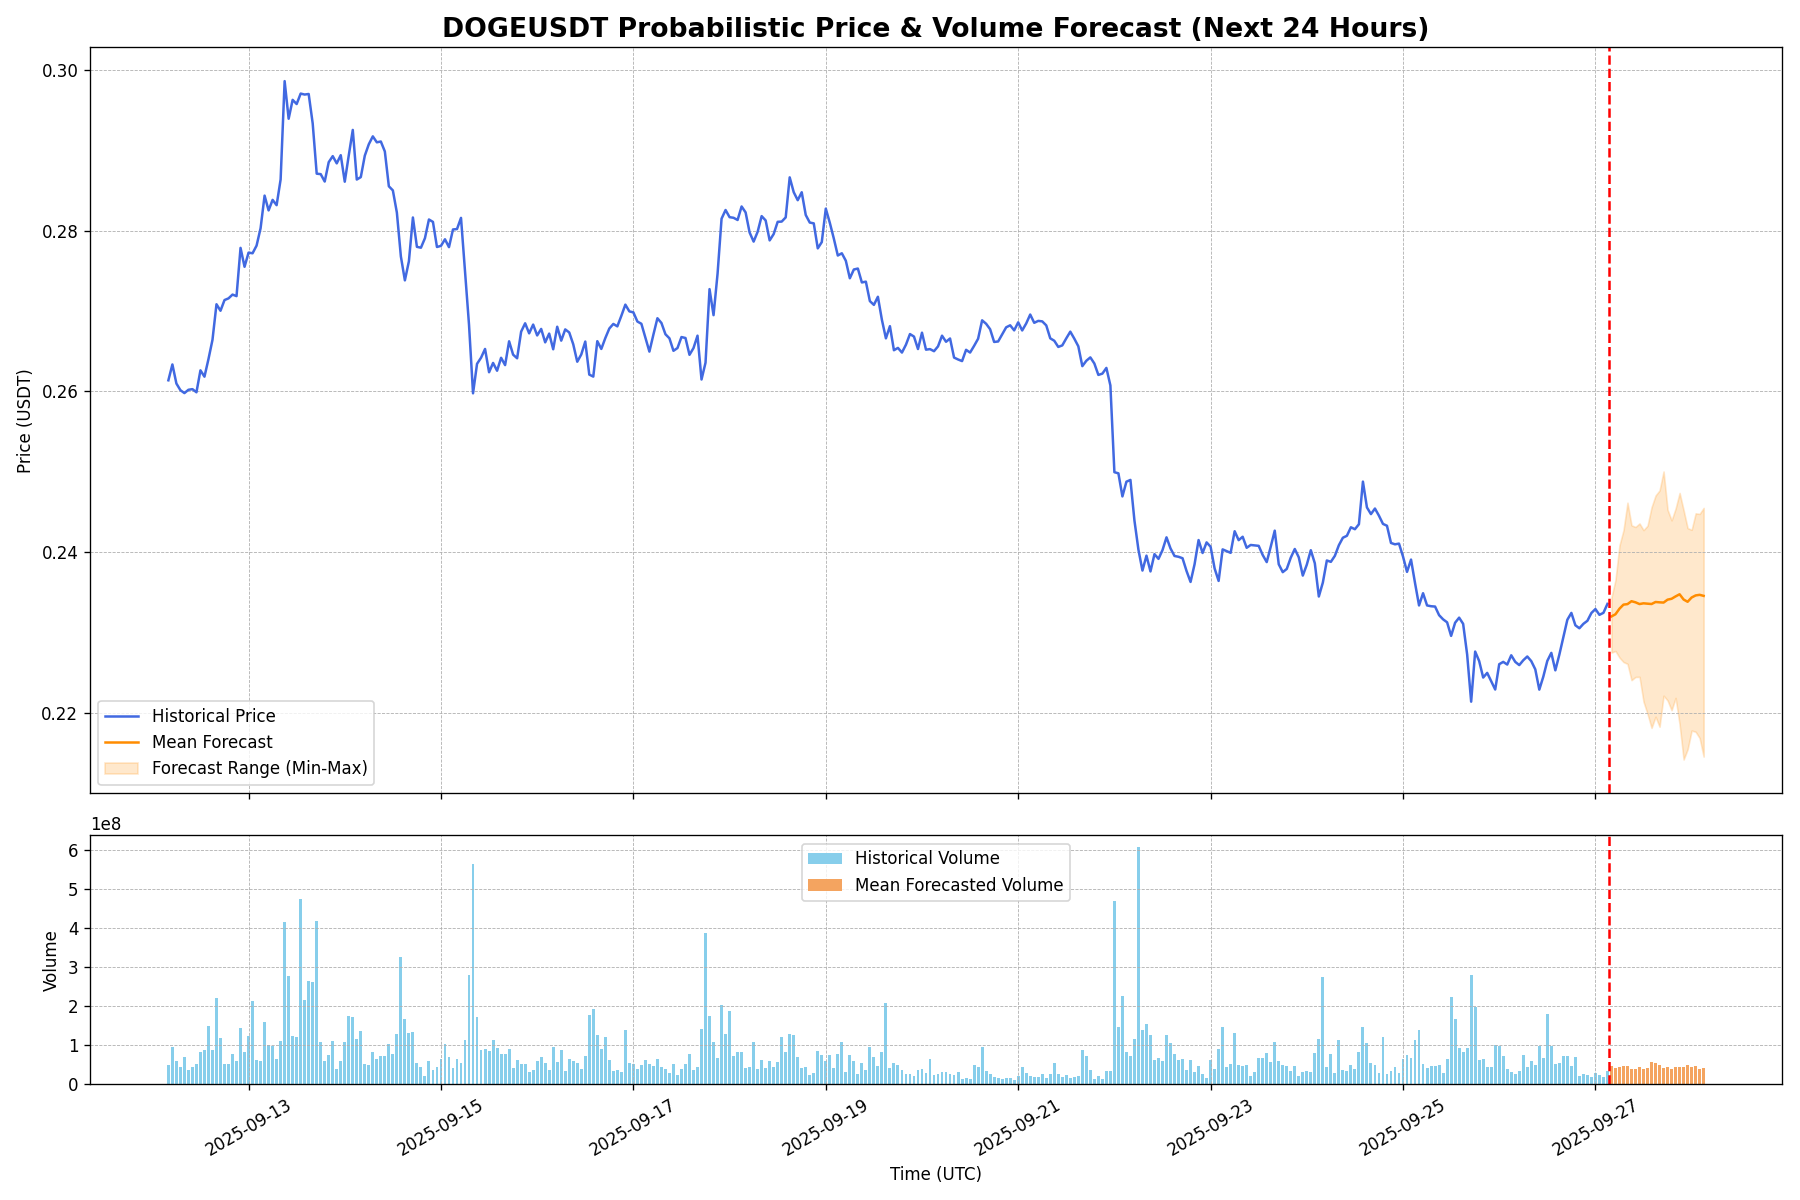 DOGEUSDT Probabilistic Price & Volume Forecast (Next 24 Hours)
0.30
0.28
0.26
0.24
0.22
Price (USDT)
Historical Price
Mean Forecast
Forecast Range (Min-Max)
1e8
6
5
4
3
2
1
0
Volume
Historical Volume
Mean Forecasted Volume
2025-09-13
2025-09-15
2025-09-17
2025-09-19
2025-09-21
2025-09-23
2025-09-25
2025-09-27
Time (UTC)